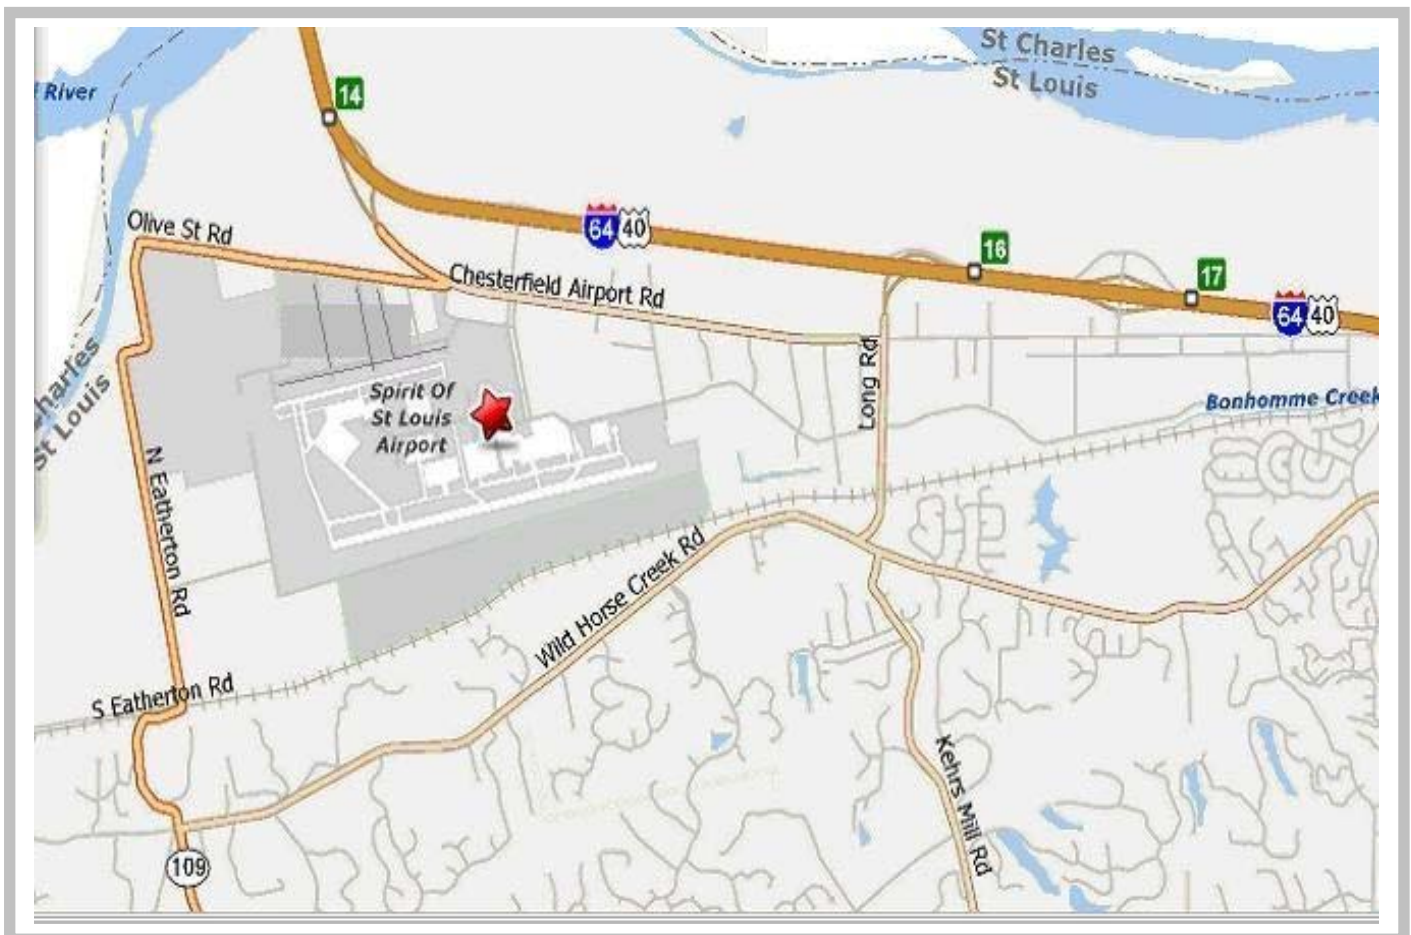 St Charles
St Louis
River
14
Olive St Rd
64
40
16
17
Chesterfield Airport Rd
64
40
Long Rd
St Louis
Spirit Of
St Louis
Airport
Bonhomme Creek
N Eatherton Rd
Wild Horse Creek Rd
S Eatherton Rd
Kehrs Mill Rd
109